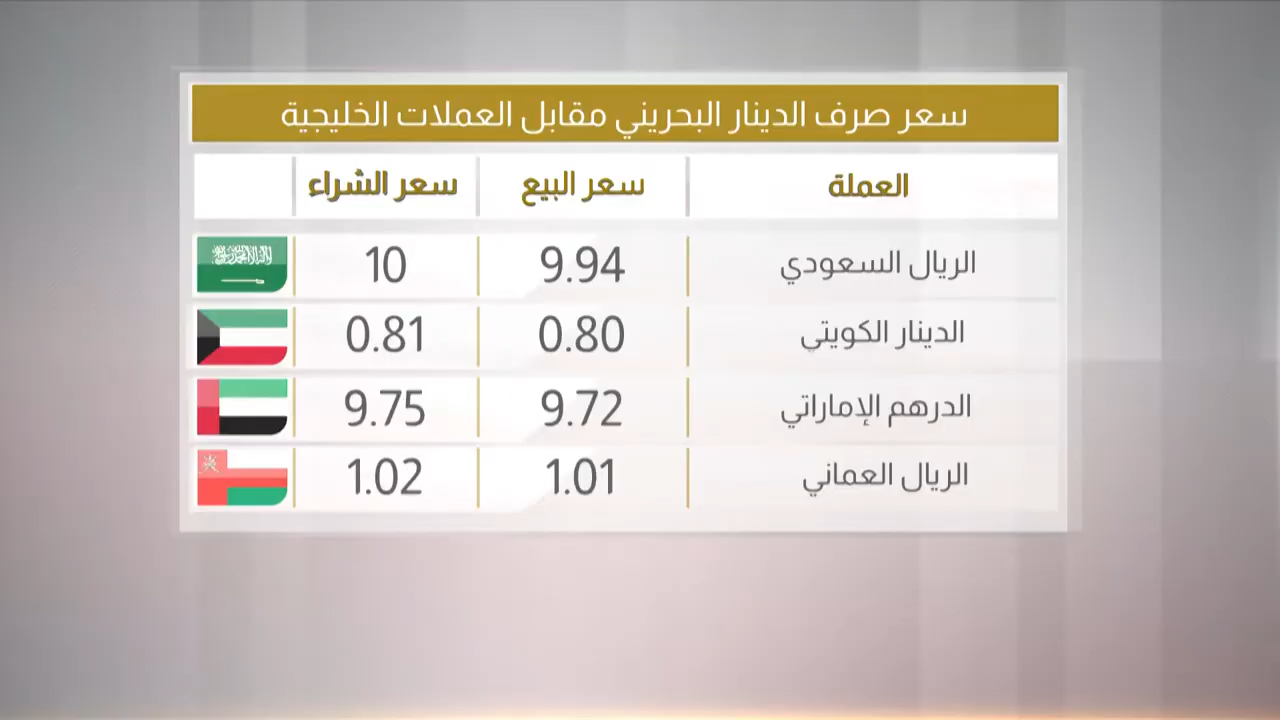 سعر صرف الدينار البحريني مقابل العملات الخليجية
العملة سعر البيع سعر الشراء
الريال السعودي 9.94 10
الدينار الكويتي 0.80 0.81
الدرهم الإماراتي 9.72 9.75
الريال العماني 1.01 1.02